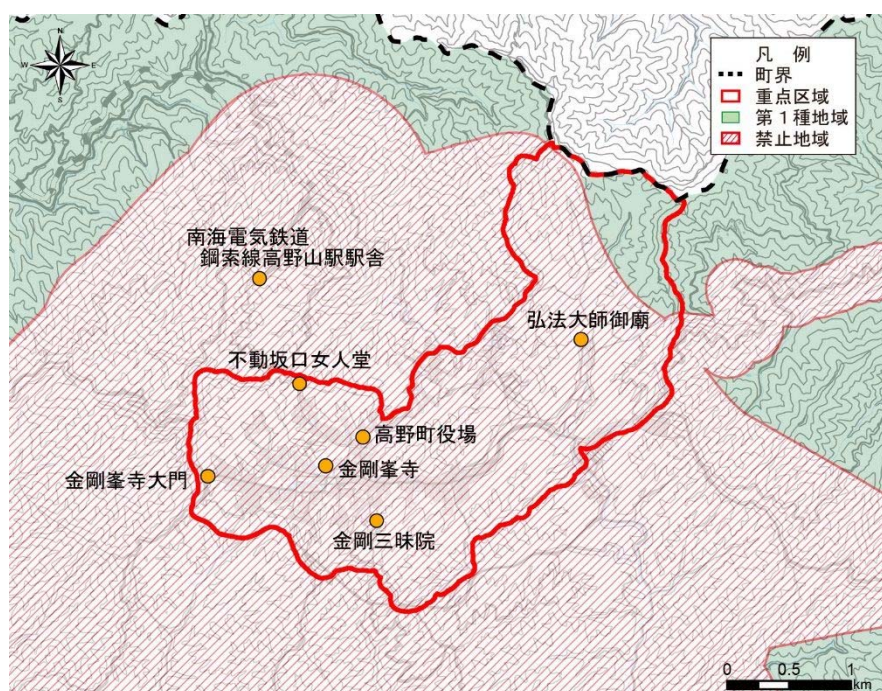 N
W
E
S
凡 例
町界
重点区域
第1種地域
禁止地域
南海電気鉄道
鋼索線高野山駅駅舎
弘法大師御廟
不動坂口女人堂
高野町役場
金剛峯寺
金剛峯寺大門
金剛三昧院
0 0.5 1
km